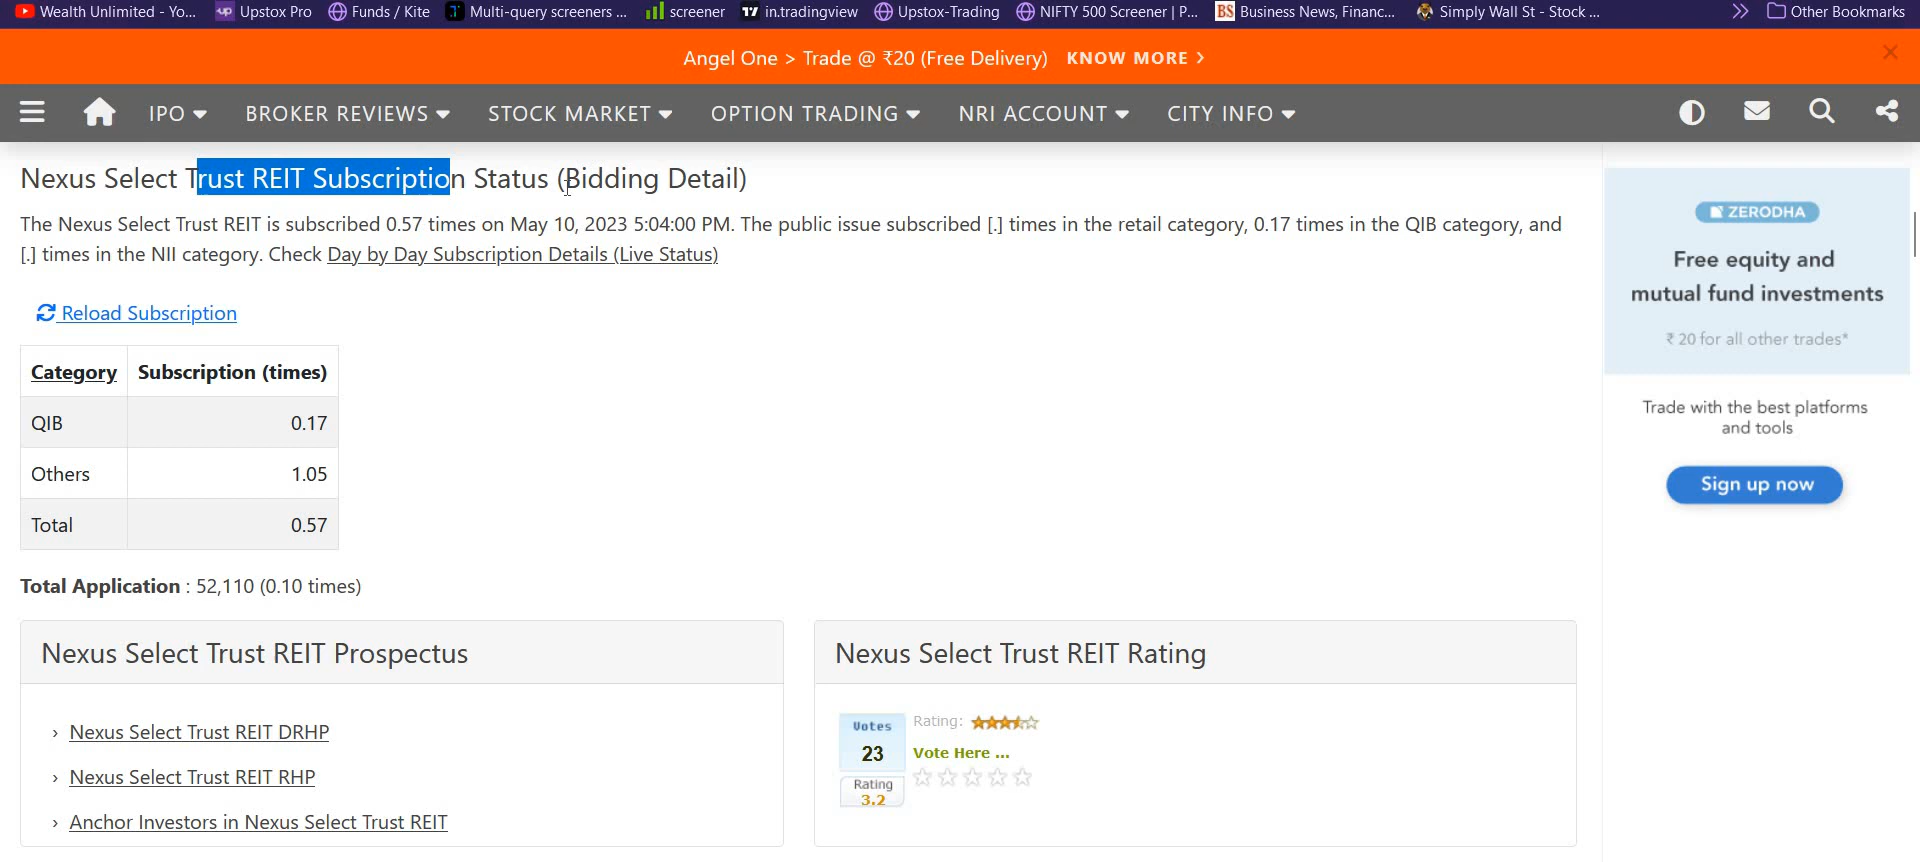 Wealth Unlimited - Yo... Upstox Pro Funds / Kite Multi-query screeners ... screener in.tradingview Upstox-Trading NIFTY 500 Screener | P... BS Business News, Financ... Simply Wall St - Stock ... Other Bookmarks
Angel One > Trade @ ₹20 (Free Delivery) KNOW MORE >
IPO BROKER REVIEWS STOCK MARKET OPTION TRADING NRI ACCOUNT CITY INFO
Nexus Select Trust REIT Subscription Status (Bidding Detail)
The Nexus Select Trust REIT is subscribed 0.57 times on May 10, 2023 5:04:00 PM. The public issue subscribed [.] times in the retail category, 0.17 times in the QIB category, and
[.] times in the NII category. Check Day by Day Subscription Details (Live Status)
Reload Subscription
Category Subscription (times)
QIB 0.17
Others 1.05
Total 0.57
Total Application : 52,110 (0.10 times)
Nexus Select Trust REIT Prospectus
› Nexus Select Trust REIT DRHP
› Nexus Select Trust REIT RHP
› Anchor Investors in Nexus Select Trust REIT
Nexus Select Trust REIT Rating
Votes
23
Rating
3.2
Rating:
Vote Here ...
ZERODHA
Free equity and
mutual fund investments
₹ 20 for all other trades*
Trade with the best platforms
and tools
Sign up now